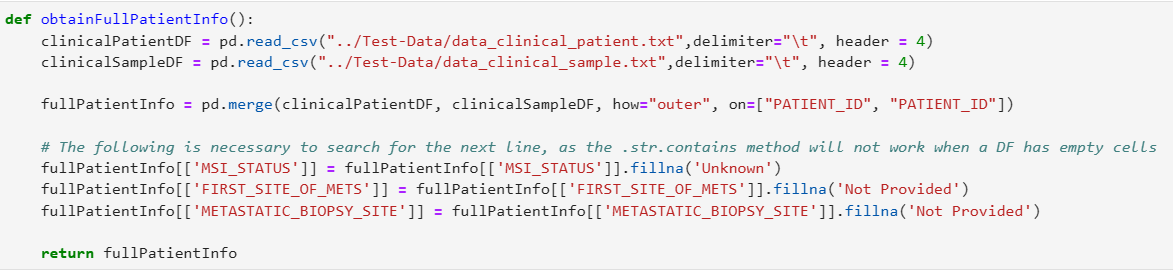 def obtainFullPatientInfo():
    clinicalPatientDF = pd.read_csv("../Test-Data/data_clinical_patient.txt",delimiter="\t", header = 4)
    clinicalSampleDF = pd.read_csv("../Test-Data/data_clinical_sample.txt",delimiter="\t", header = 4)

    fullPatientInfo = pd.merge(clinicalPatientDF, clinicalSampleDF, how="outer", on=["PATIENT_ID", "PATIENT_ID"])

    # The following is necessary to search for the next line, as the .str.contains method will not work when a DF has empty cells
    fullPatientInfo[['MSI_STATUS']] = fullPatientInfo[['MSI_STATUS']].fillna('Unknown')
    fullPatientInfo[['FIRST_SITE_OF_METS']] = fullPatientInfo[['FIRST_SITE_OF_METS']].fillna('Not Provided')
    fullPatientInfo[['METASTATIC_BIOPSY_SITE']] = fullPatientInfo[['METASTATIC_BIOPSY_SITE']].fillna('Not Provided')

    return fullPatientInfo